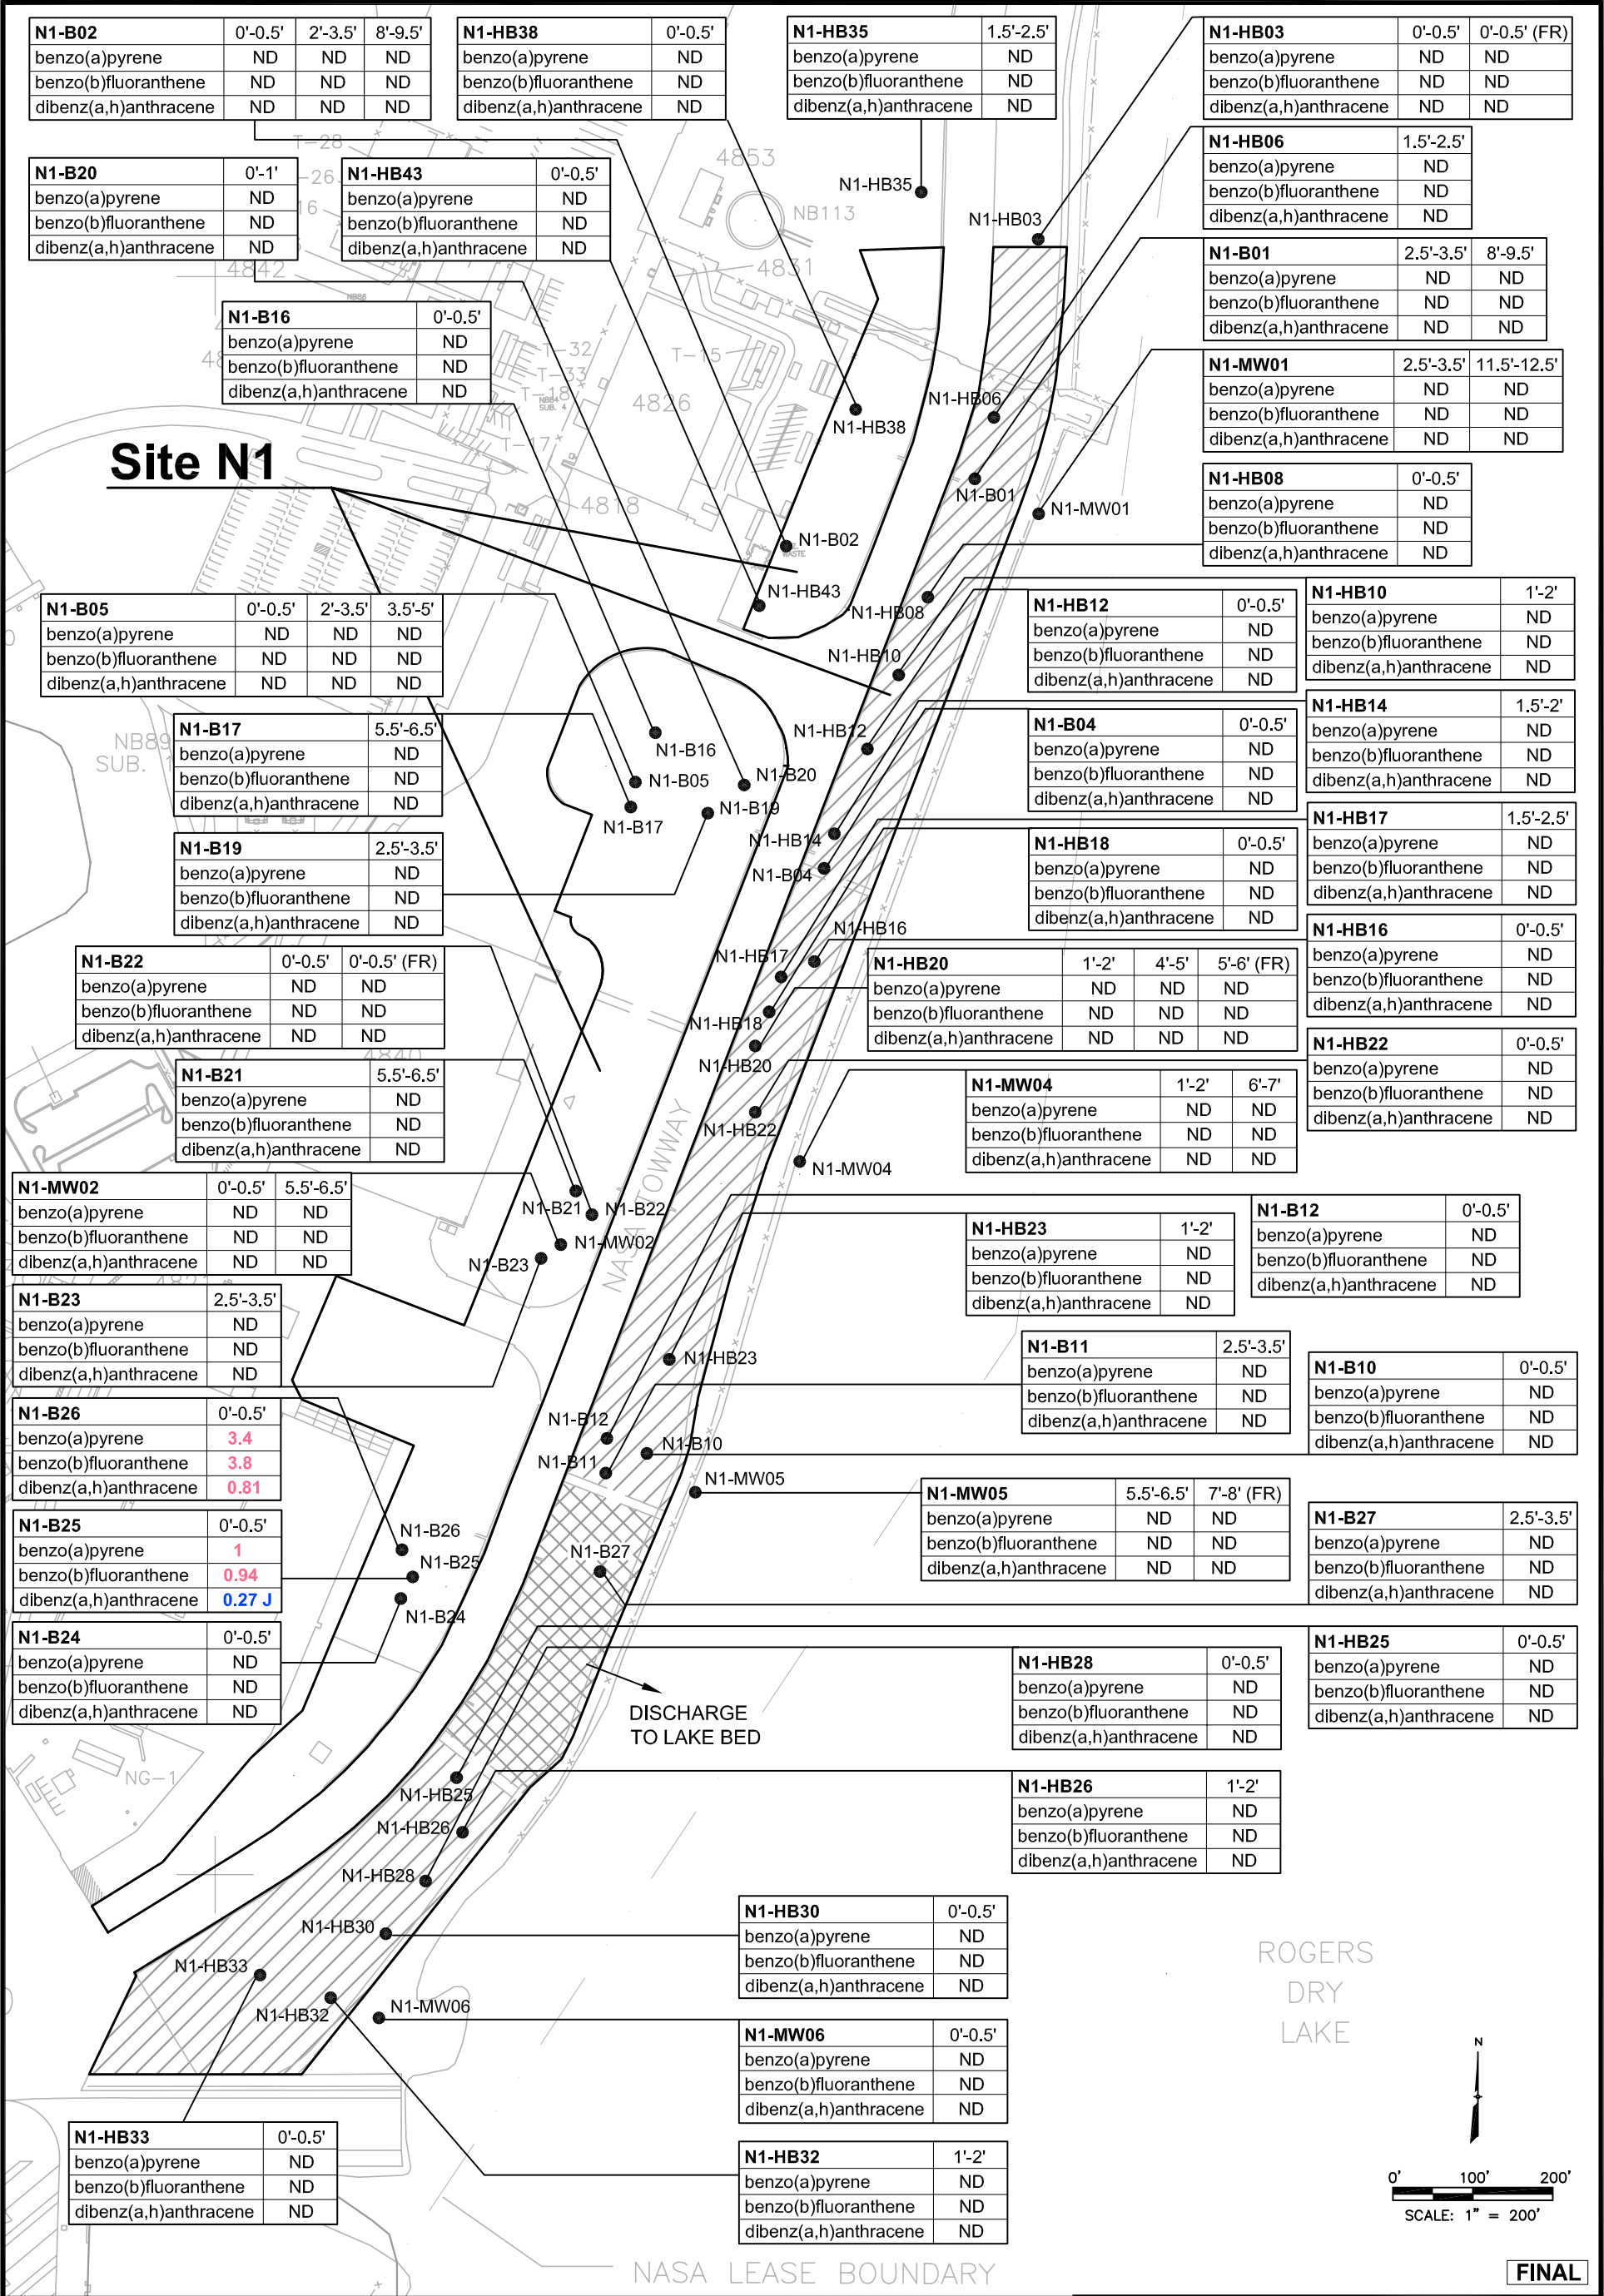 N1-B02 0'-0.5' 2'-3.5' 8'-9.5'
benzo(a)pyrene ND ND ND
benzo(b)fluoranthene ND ND ND
dibenz(a,h)anthracene ND ND ND
N1-HB38 0'-0.5'
benzo(a)pyrene ND
benzo(b)fluoranthene ND
dibenz(a,h)anthracene ND
N1-HB35 1.5'-2.5'
benzo(a)pyrene ND
benzo(b)fluoranthene ND
dibenz(a,h)anthracene ND
N1-HB03 0'-0.5' 0'-0.5' (FR)
benzo(a)pyrene ND ND
benzo(b)fluoranthene ND ND
dibenz(a,h)anthracene ND ND
N1-HB06 1.5'-2.5'
benzo(a)pyrene ND
benzo(b)fluoranthene ND
dibenz(a,h)anthracene ND
N1-B20 0'-1'
benzo(a)pyrene ND
benzo(b)fluoranthene ND
dibenz(a,h)anthracene ND
N1-HB43 0'-0.5'
benzo(a)pyrene ND
benzo(b)fluoranthene ND
dibenz(a,h)anthracene ND
N1-B01 2.5'-3.5' 8'-9.5'
benzo(a)pyrene ND ND
benzo(b)fluoranthene ND ND
dibenz(a,h)anthracene ND ND
N1-B16 0'-0.5'
benzo(a)pyrene ND
benzo(b)fluoranthene ND
dibenz(a,h)anthracene ND
N1-MW01 2.5'-3.5' 11.5'-12.5'
benzo(a)pyrene ND ND
benzo(b)fluoranthene ND ND
dibenz(a,h)anthracene ND ND
N1-HB08 0'-0.5'
benzo(a)pyrene ND
benzo(b)fluoranthene ND
dibenz(a,h)anthracene ND
T-28
4853
NB113
4842
4831
T-32
T-33
T-18
NB84
SUB. 4
T-15
4826
T-17
4818
N1-HB35
N1-HB03
N1-HB06
N1-HB38
N1-B01
N1-MW01
N1-B02
WASTE
N1-HB43
N1-HB08
N1-HB10
Site N1
N1-B05 0'-0.5' 2'-3.5' 3.5'-5'
benzo(a)pyrene ND ND ND
benzo(b)fluoranthene ND ND ND
dibenz(a,h)anthracene ND ND ND
N1-HB12 0'-0.5'
benzo(a)pyrene ND
benzo(b)fluoranthene ND
dibenz(a,h)anthracene ND
N1-HB10 1'-2'
benzo(a)pyrene ND
benzo(b)fluoranthene ND
dibenz(a,h)anthracene ND
N1-B17 5.5'-6.5'
benzo(a)pyrene ND
benzo(b)fluoranthene ND
dibenz(a,h)anthracene ND
N1-B04 0'-0.5'
benzo(a)pyrene ND
benzo(b)fluoranthene ND
dibenz(a,h)anthracene ND
N1-HB14 1.5'-2'
benzo(a)pyrene ND
benzo(b)fluoranthene ND
dibenz(a,h)anthracene ND
NB89
SUB.
N1-HB12
N1-B16
N1-B05
N1-B20
N1-B17
N1-B19
N1-HB14
N1-B04
N1-B19 2.5'-3.5'
benzo(a)pyrene ND
benzo(b)fluoranthene ND
dibenz(a,h)anthracene ND
N1-HB18 0'-0.5'
benzo(a)pyrene ND
benzo(b)fluoranthene ND
dibenz(a,h)anthracene ND
N1-HB17 1.5'-2.5'
benzo(a)pyrene ND
benzo(b)fluoranthene ND
dibenz(a,h)anthracene ND
N1-HB16
N1-HB17
N1-HB18
N1-HB20
N1-HB22
N1-HB16 0'-0.5'
benzo(a)pyrene ND
benzo(b)fluoranthene ND
dibenz(a,h)anthracene ND
N1-B22 0'-0.5' 0'-0.5' (FR)
benzo(a)pyrene ND ND
benzo(b)fluoranthene ND ND
dibenz(a,h)anthracene ND ND
N1-HB20 1'-2' 4'-5' 5'-6' (FR)
benzo(a)pyrene ND ND ND
benzo(b)fluoranthene ND ND ND
dibenz(a,h)anthracene ND ND ND
N1-HB22 0'-0.5'
benzo(a)pyrene ND
benzo(b)fluoranthene ND
dibenz(a,h)anthracene ND
4840
N1-B21 5.5'-6.5'
benzo(a)pyrene ND
benzo(b)fluoranthene ND
dibenz(a,h)anthracene ND
N1-MW04 1'-2' 6'-7'
benzo(a)pyrene ND ND
benzo(b)fluoranthene ND ND
dibenz(a,h)anthracene ND ND
N1-MW04
NASA TOWWAY
N1-B21
N1-B22
N1-MW02
N1-B23
N1-MW02 0'-0.5' 5.5'-6.5'
benzo(a)pyrene ND ND
benzo(b)fluoranthene ND ND
dibenz(a,h)anthracene ND ND
N1-B12 0'-0.5'
benzo(a)pyrene ND
benzo(b)fluoranthene ND
dibenz(a,h)anthracene ND
N1-HB23 1'-2'
benzo(a)pyrene ND
benzo(b)fluoranthene ND
dibenz(a,h)anthracene ND
N1-B23 2.5'-3.5'
benzo(a)pyrene ND
benzo(b)fluoranthene ND
dibenz(a,h)anthracene ND
N1-HB23
N1-B11 2.5'-3.5'
benzo(a)pyrene ND
benzo(b)fluoranthene ND
dibenz(a,h)anthracene ND
N1-B10 0'-0.5'
benzo(a)pyrene ND
benzo(b)fluoranthene ND
dibenz(a,h)anthracene ND
N1-B26 0'-0.5'
benzo(a)pyrene 3.4
benzo(b)fluoranthene 3.8
dibenz(a,h)anthracene 0.81
N1-B12
N1-B10
N1-B11
N1-MW05
N1-MW05 5.5'-6.5' 7'-8' (FR)
benzo(a)pyrene ND ND
benzo(b)fluoranthene ND ND
dibenz(a,h)anthracene ND ND
N1-B27 2.5'-3.5'
benzo(a)pyrene ND
benzo(b)fluoranthene ND
dibenz(a,h)anthracene ND
N1-B25 0'-0.5'
benzo(a)pyrene 1
benzo(b)fluoranthene 0.94
dibenz(a,h)anthracene 0.27 J
N1-B26
N1-B25
N1-B24
N1-B27
N1-B24 0'-0.5'
benzo(a)pyrene ND
benzo(b)fluoranthene ND
dibenz(a,h)anthracene ND
N1-HB25 0'-0.5'
benzo(a)pyrene ND
benzo(b)fluoranthene ND
dibenz(a,h)anthracene ND
N1-HB28 0'-0.5'
benzo(a)pyrene ND
benzo(b)fluoranthene ND
dibenz(a,h)anthracene ND
DISCHARGE
TO LAKE BED
NG-1
N1-HB25
N1-HB26
N1-HB28
N1-HB30
N1-HB33
N1-HB32
N1-MW06
N1-HB26 1'-2'
benzo(a)pyrene ND
benzo(b)fluoranthene ND
dibenz(a,h)anthracene ND
N1-HB30 0'-0.5'
benzo(a)pyrene ND
benzo(b)fluoranthene ND
dibenz(a,h)anthracene ND
ROGERS
DRY
LAKE
N1-MW06 0'-0.5'
benzo(a)pyrene ND
benzo(b)fluoranthene ND
dibenz(a,h)anthracene ND
N
N1-HB33 0'-0.5'
benzo(a)pyrene ND
benzo(b)fluoranthene ND
dibenz(a,h)anthracene ND
N1-HB32 1'-2'
benzo(a)pyrene ND
benzo(b)fluoranthene ND
dibenz(a,h)anthracene ND
0' 100' 200'
SCALE: 1" = 200'
NASA LEASE BOUNDARY
FINAL